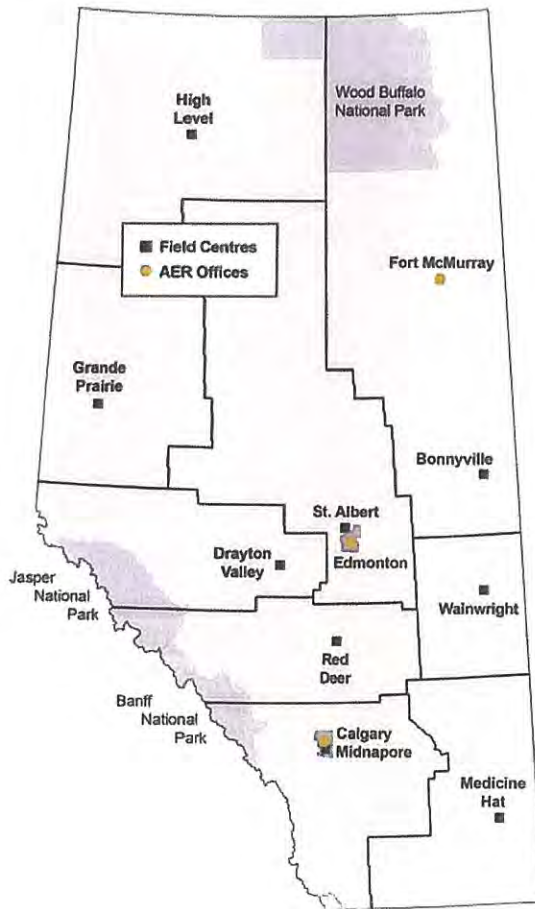 Wood Buffalo
National Park
High
Level
Field Centres
AER Offices
Fort McMurray
Grande
Prairie
Bonnyville
St. Albert
Edmonton
Drayton
Valley
Jasper
National
Park
Wainwright
Red
Deer
Banff
National
Park
Calgary
Midnapore
Medicine
Hat